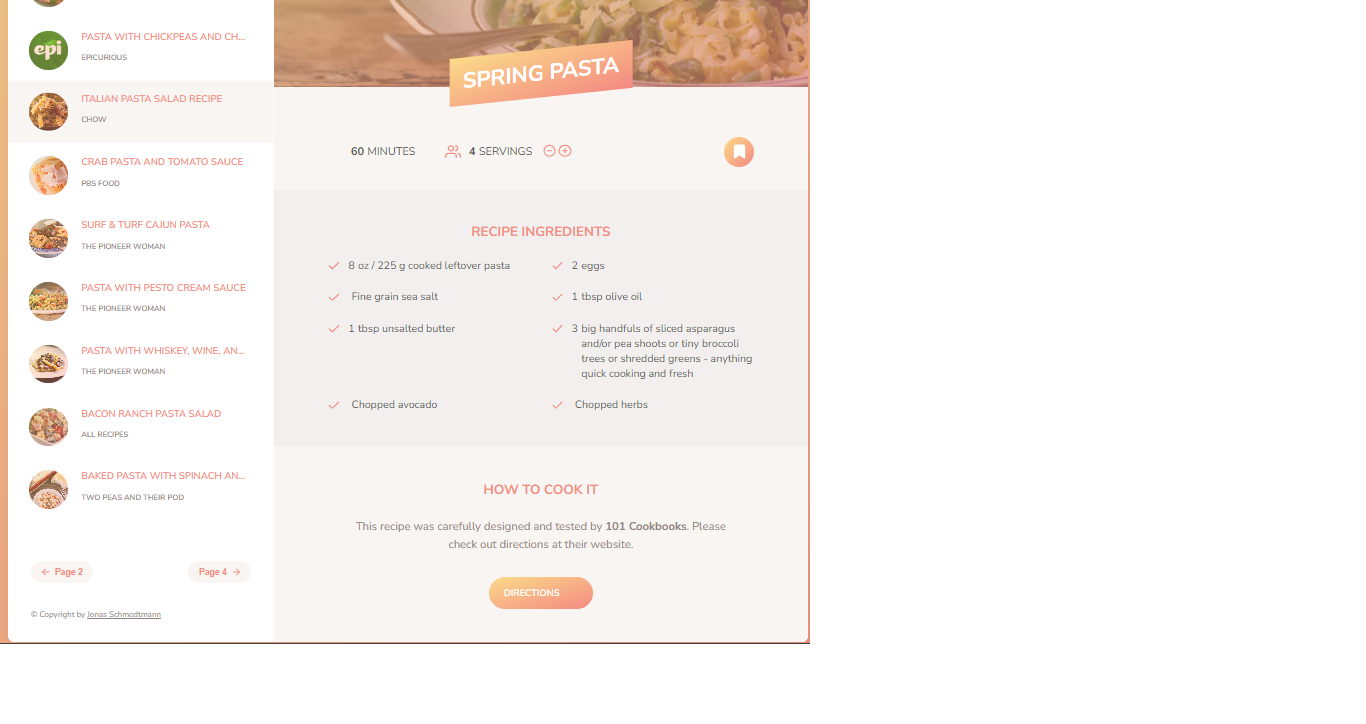 epi
PASTA WITH CHICKPEAS AND CH...
EPICURIOUS
ITALIAN PASTA SALAD RECIPE
CHOW
CRAB PASTA AND TOMATO SAUCE
PBS FOOD
SURF & TURF CAJUN PASTA
THE PIONEER WOMAN
PASTA WITH PESTO CREAM SAUCE
THE PIONEER WOMAN
PASTA WITH WHISKEY, WINE, AN...
THE PIONEER WOMAN
BACON RANCH PASTA SALAD
ALL RECIPES
BAKED PASTA WITH SPINACH AN...
TWO PEAS AND THEIR POD
Page 2
Page 4
© Copyright by Jonas Schmedtmann
SPRING PASTA
60 MINUTES
4 SERVINGS
RECIPE INGREDIENTS
8 oz / 225 g cooked leftover pasta
2 eggs
Fine grain sea salt
1 tbsp olive oil
1 tbsp unsalted butter
3 big handfuls of sliced asparagus
and/or pea shoots or tiny broccoli
trees or shredded greens - anything
quick cooking and fresh
Chopped avocado
Chopped herbs
HOW TO COOK IT
This recipe was carefully designed and tested by 101 Cookbooks. Please
check out directions at their website.
DIRECTIONS